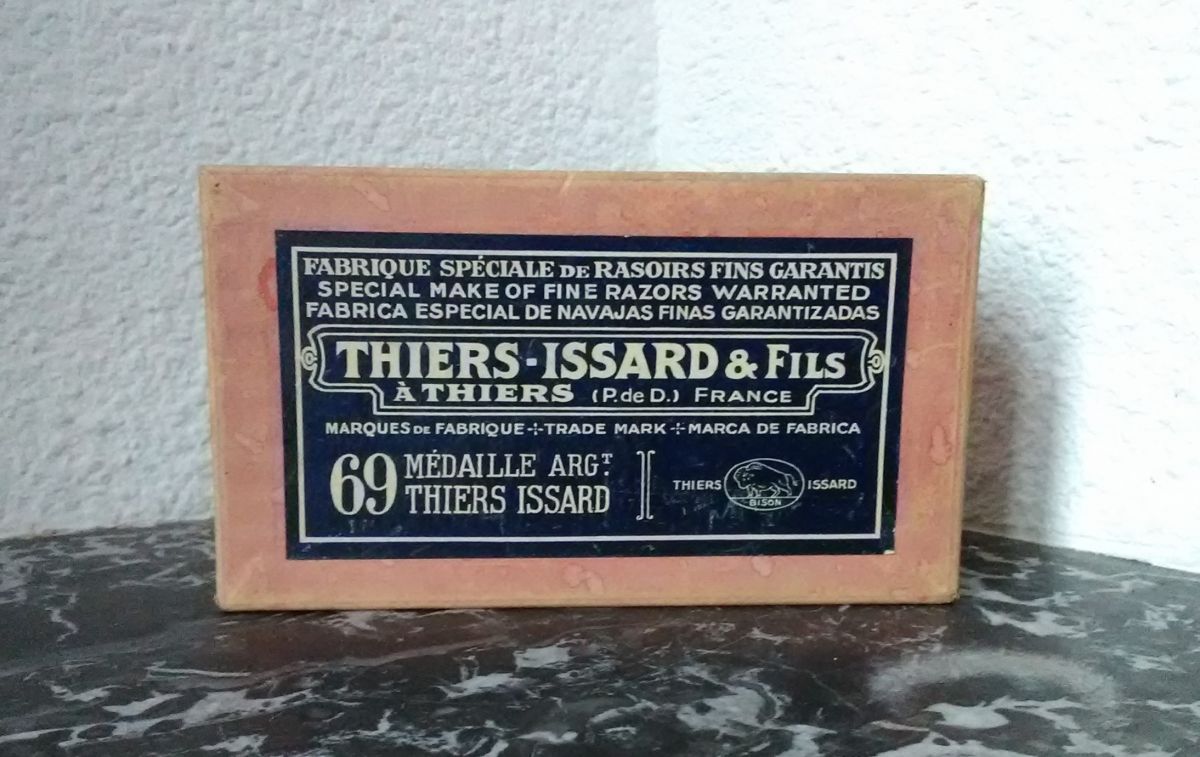 FABRIQUE SPÉCIALE DE RASOIRS FINS GARANTIS
SPECIAL MAKE OF FINE RAZORS WARRANTED
FABRICA ESPECIAL DE NAVAJAS FINAS GARANTIZADAS
THIERS-ISSARD & FILS
À THIERS (P. de D.) FRANCE
MARQUES DE FABRIQUE ÷ TRADE MARK ÷ MARCA DE FABRICA
69 MÉDAILLE ARGT.
THIERS ISSARD
THIERS BISON ISSARD